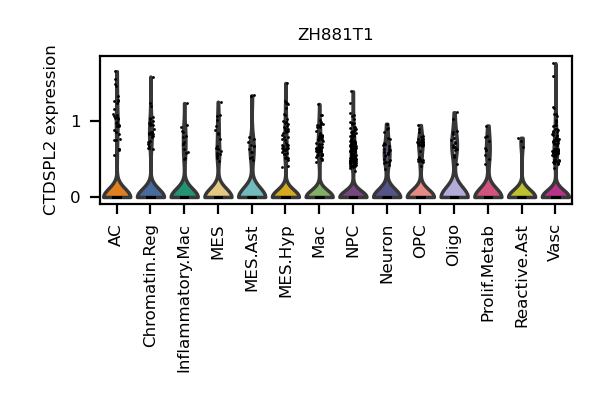 ZH881T1
CTDSPL2 expression
1
0
AC
Chromatin.Reg
Inflammatory.Mac
MES
MES.Ast
MES.Hyp
Mac
NPC
Neuron
OPC
Oligo
Prolif.Metab
Reactive.Ast
Vasc